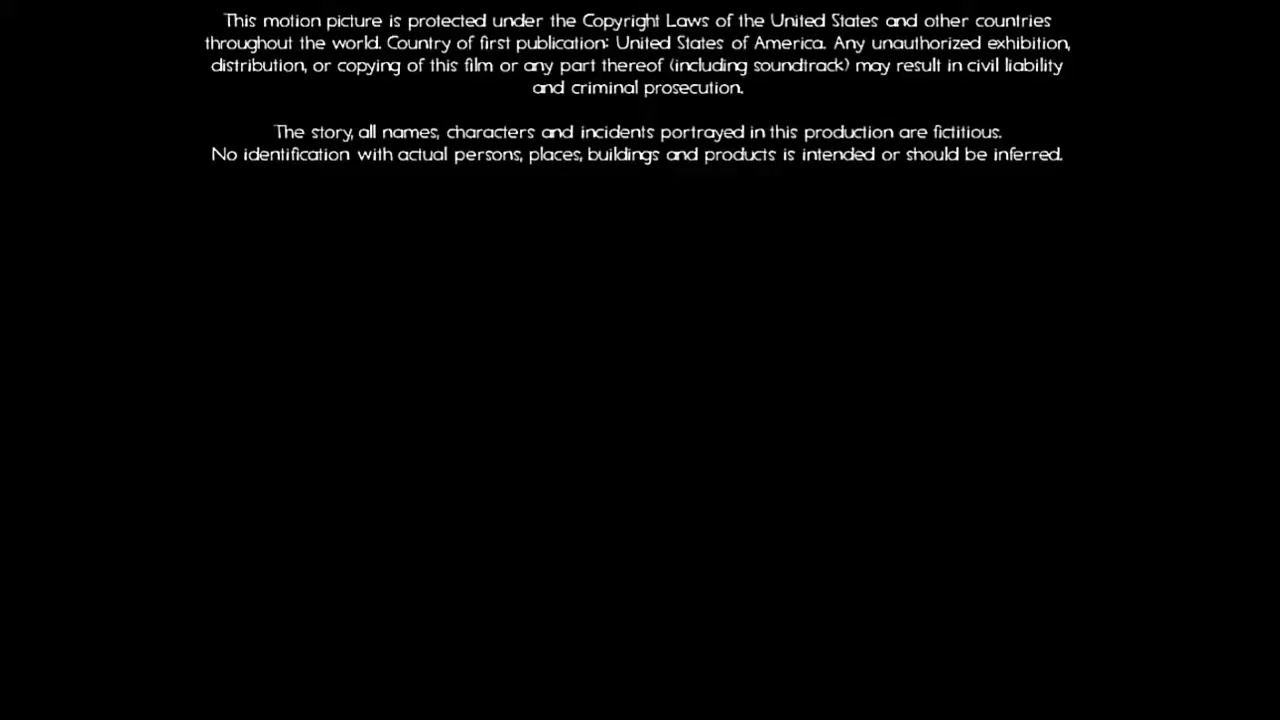 This motion picture is protected under the Copyright Laws of the United States and other countries
throughout the world. Country of first publication: United States of America. Any unauthorized exhibition,
distribution, or copying of this film or any part thereof (including soundtrack) may result in civil liability
and criminal prosecution.
The story, all names, characters and incidents portrayed in this production are fictitious.
No identification with actual persons, places, buildings and products is intended or should be inferred.